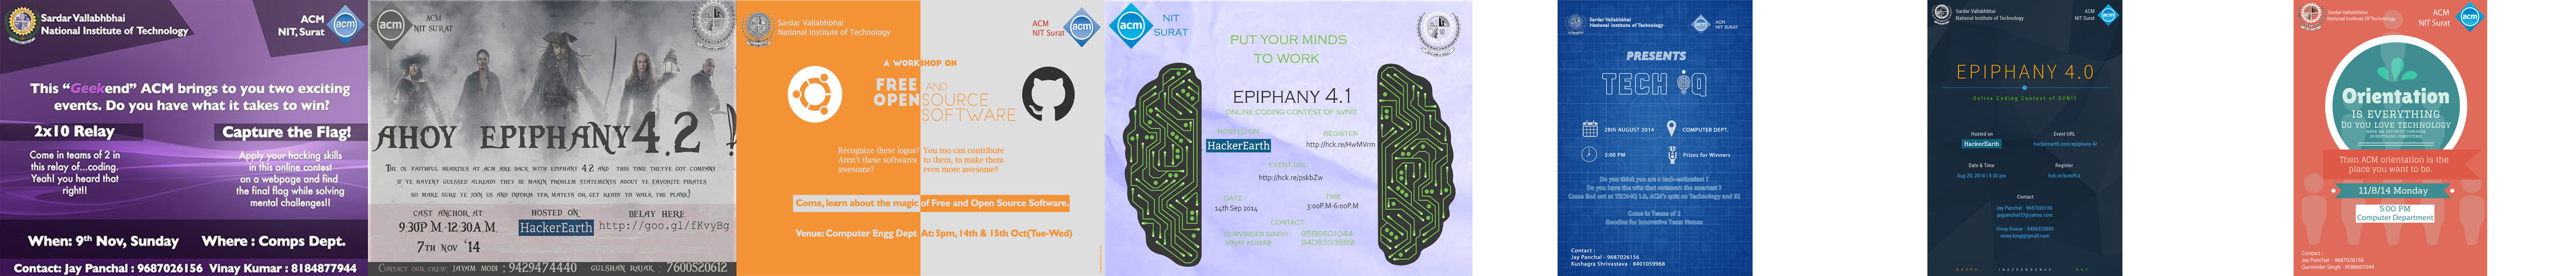 Sardar Vallabhbhai
National Institute of Technology
ACM
NIT, Surat
acm
This "Geekend" ACM brings to you two exciting
events. Do you have what it takes to win?
2x10 Relay
Come in teams of 2 in
this relay of...coding.
Yeah! you heard that
right!!
Capture the Flag!
Apply your hacking skills
in this online contest
on a webpage and find
the final flag while solving
mental challenges!!
When: 9th Nov, Sunday
Where : Comps Dept.
Contact: Jay Panchal : 9687026156 Vinay Kumar : 8184877944
acm
ACM
NIT SURAT
AHOY EPIPHANY 4.2 !
THE OL FAITHFUL HEARTIES AT ACM ARE BACK WITH EPIPHANY 4.2 AND THIS TIME THEYVE GOT COMPANY
IF YE HAVEN'T GUESSED ALREADY THEY BE MAKIN PROBLEM STATEMENTS ABOUT YE FAVORITE PIRATES
SO MAKE SURE YE JOIN US AND INFORM YER MATEYS OR GET READY TO WALK THE PLANK!
CAST ANCHOR AT
9:30P.M-12:30A.M.
7TH NOV '14
HOSTED ON:
HackerEarth
BELAY HERE:
http://goo.gl/fKvyBg
CONTACT OUR CREW: JAYAM MODI : 9429474440 GULSHAN RAJAK : 7600520612
Sardar Vallabhbhai
National Institute of Technology
ACM
NIT Surat
acm
A WORKSHOP ON
FREE AND
OPEN SOURCE
SOFTWARE
Recognize these logos?
Aren't these softwares
awesome?
You too can contribute
to them, to make them
even more awesome!!
Come, learn about the magic of Free and Open Source Software.
Venue: Computer Engg Dept At: 5pm, 14th & 15th Oct(Tue-Wed)
acm
NIT
SURAT
PUT YOUR MINDS
TO WORK
EPIPHANY 4.1
ONLINE CODING CONTEST OF SVNIT
HOSTED ON
HackerEarth
REGISTER
http://hck.re/HwMVrm
EVENT URL
http://hck.re/pskbZw
DATE
14th Sep 2014
TIME
3:00P.M-6:00P.M
CONTACT
GURVINDER SINGH 9586601044
VINAY KUMAR 9408333889
Sardar Vallabhbhai
National Institute of Technology
acm
ACM
NIT SURAT
PRESENTS
TECH IQ
28th AUGUST 2014
COMPUTER DEPT.
5:00 PM
Prizes for Winners
Do you think you are a tech-enthusiast ?
Do you have the wits that outsmart the smartest ?
Come find out at TECH-IQ 1.0, ACM's quiz on Technology and IQ
Come in Teams of 2
Goodies for Innovative Team Names
Contact :
Jay Panchal - 9687026156
Kushagra Shrivastava : 8401059968
Sardar Vallabhbhai
National Institute of Technology
ACM
NIT Surat
acm
EPIPHANY 4.0
Online Coding Contest of SVNIT
Hosted on
HackerEarth
Event URL
hackerearth.com/epiphany-4/
Date & Time
Aug 20, 2014 | 9:30 pm
Register
Contact
Jay Panchal - 9687026156
jaypanchal33@yahoo.com
Vinay Kumar - 9408333889
HAPPY INDEPENDENCE DAY
Sardar Vallabhbhai
National Institute Of Technology
ACM
NIT Surat
acm
Orientation
IS EVERYTHING
DO YOU LOVE TECHNOLOGY
HAVE AN AFFINITY TOWARDS
EVERYTHING COMPUTING
Then ACM orientation is the
place you want to be.
11/8/14 Monday
5:00 PM
Computer Department
Contact :
Jay Panchal - 9687026156
Gurvinder Singh - 9586601044